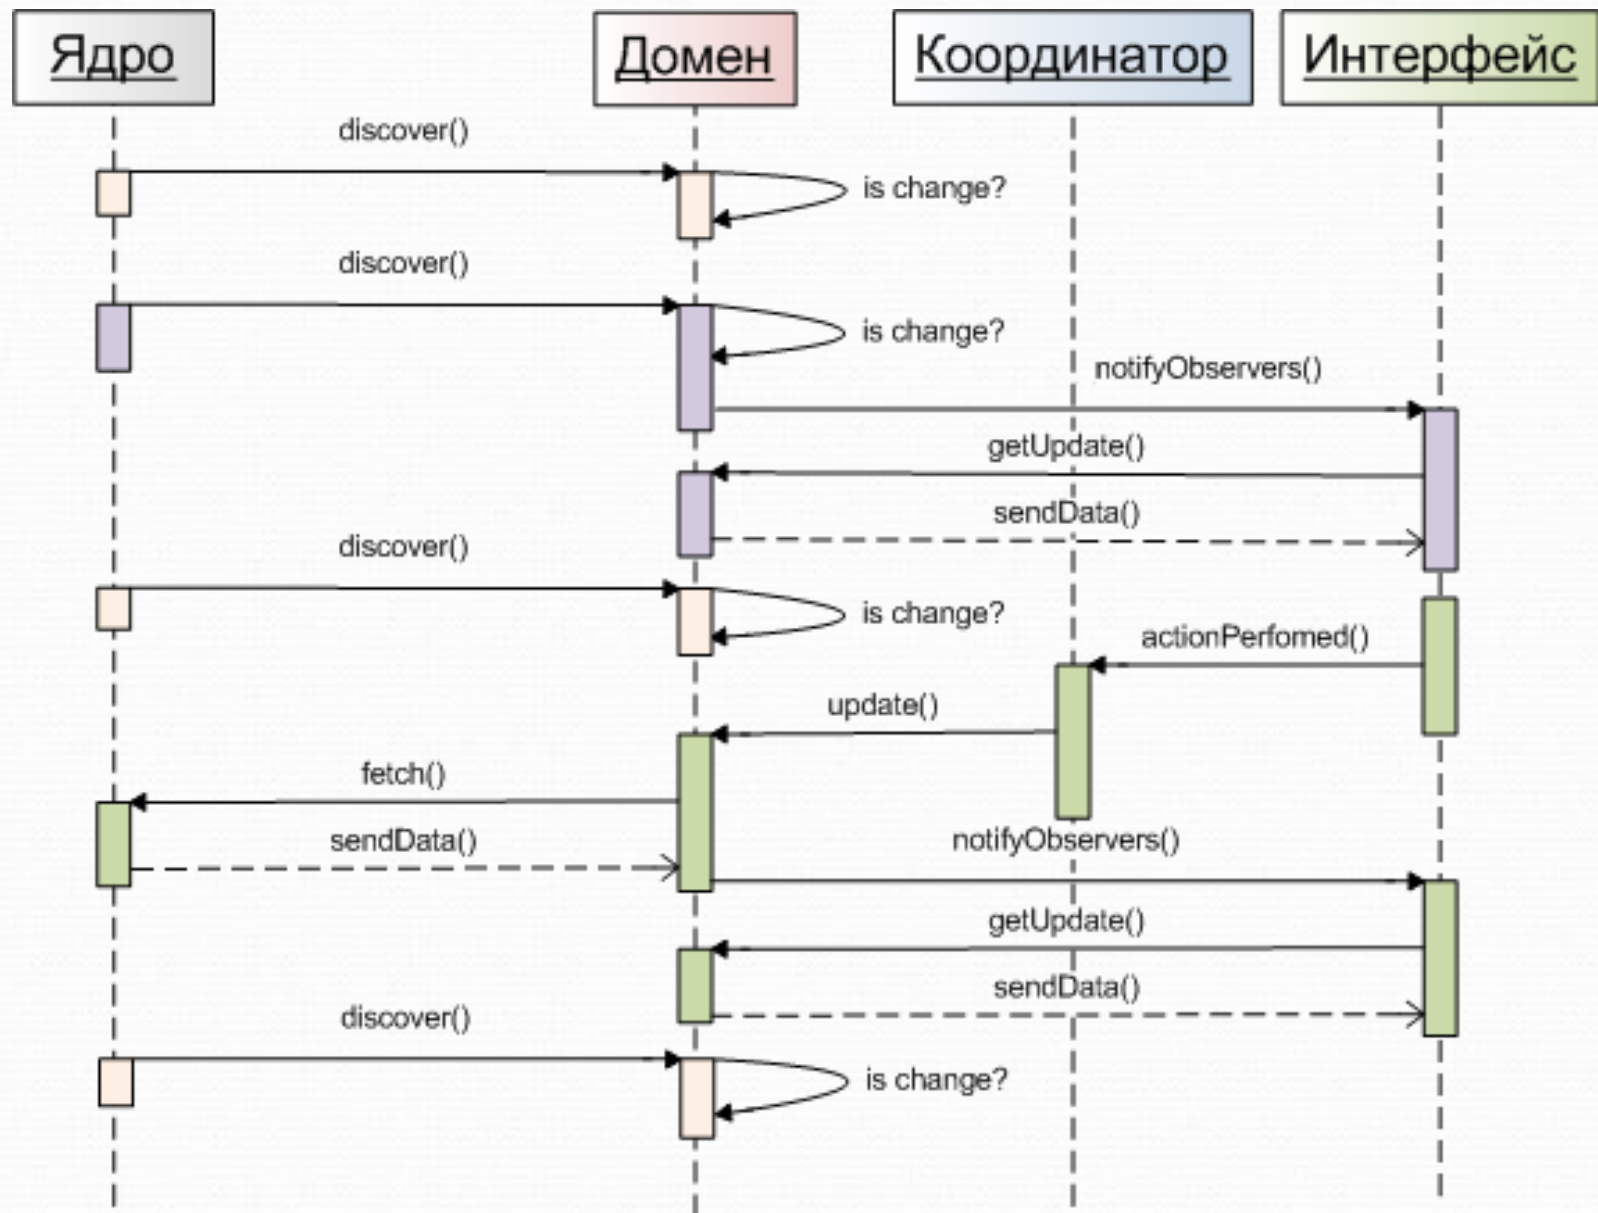 Ядро
Домен
Координатор
Интерфейс
discover()
is change?
discover()
is change?
notifyObservers()
getUpdate()
sendData()
discover()
is change?
actionPerfomed()
update()
fetch()
sendData()
notifyObservers()
getUpdate()
sendData()
discover()
is change?